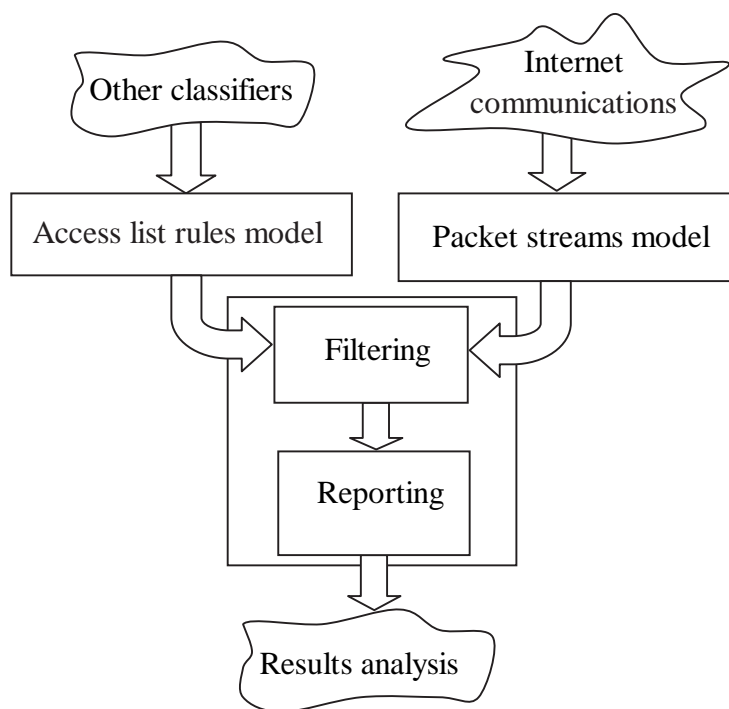 Other classifiers
Internet
communications
Access list rules model
Packet streams model
Filtering
Reporting
Results analysis